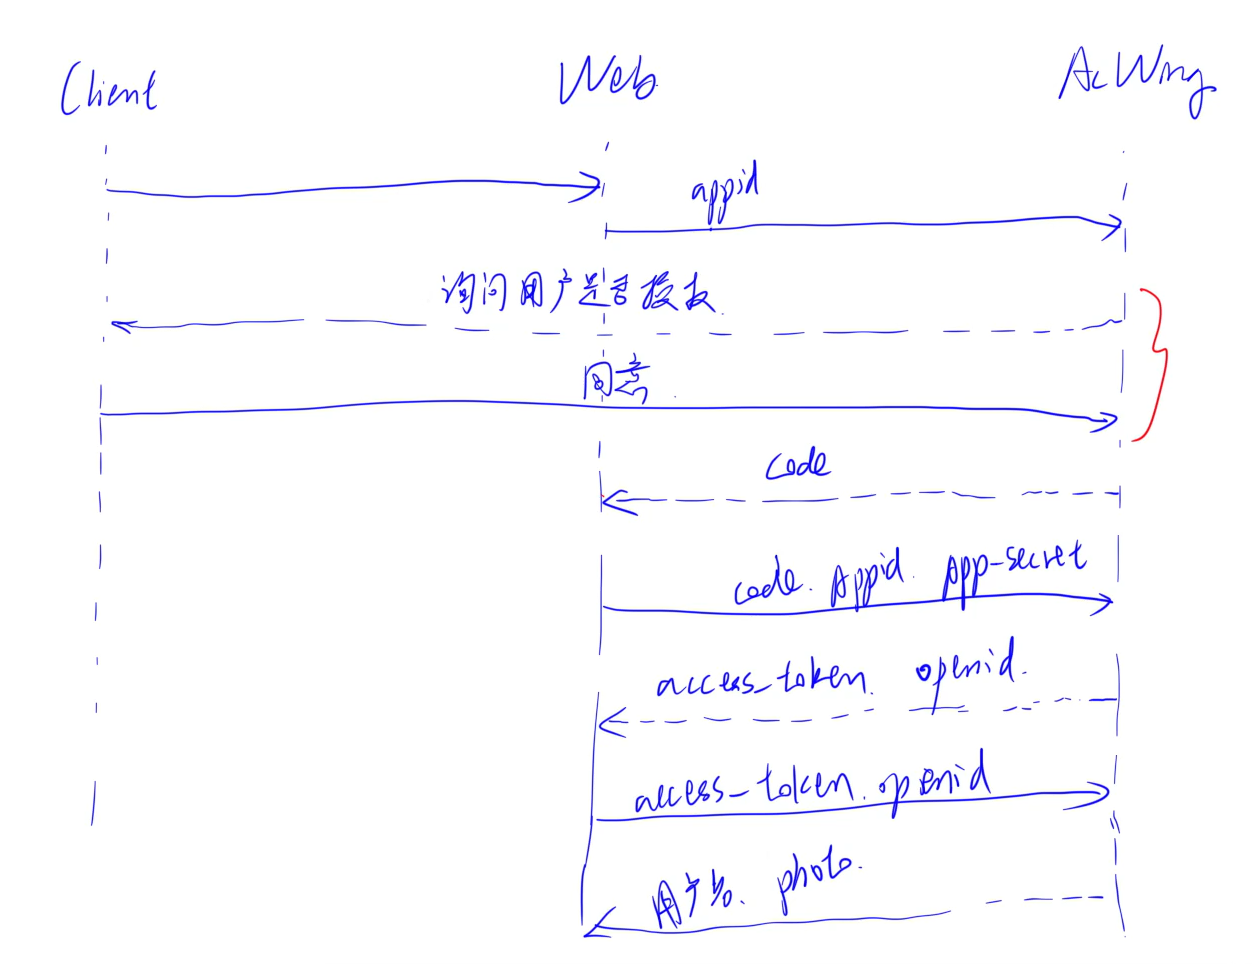 Client Web AcWing
appid
询问用户是否授权
同意
code
code. Appid. App-secret
access_token. openid.
access_token. openid
用户名、photo.